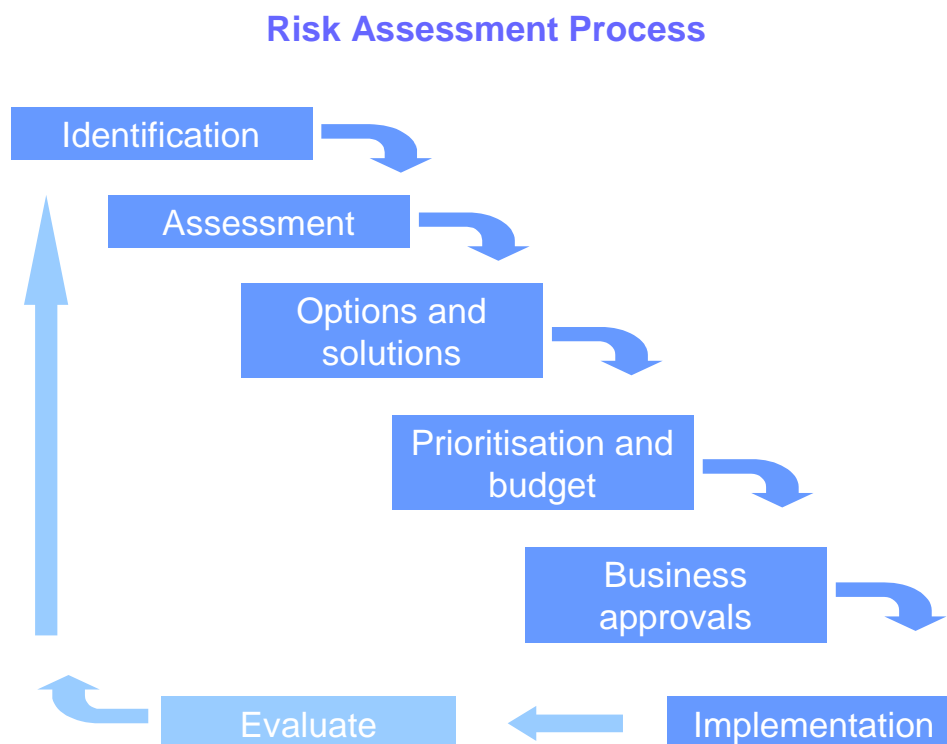 Risk Assessment Process
Identification
Assessment
Options and
solutions
Prioritisation and
budget
Business
approvals
Evaluate
Implementation